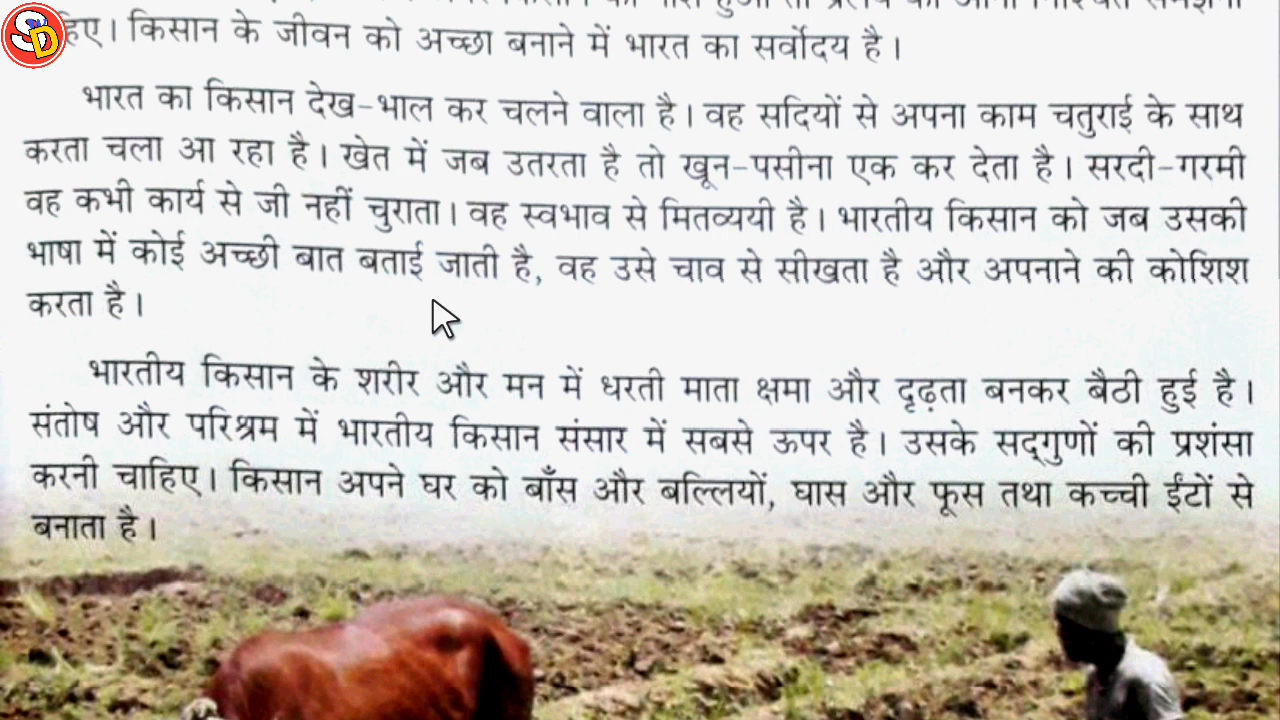 हिए। किसान के जीवन को अच्छा बनाने में भारत का सर्वोदय है।
भारत का किसान देख-भाल कर चलने वाला है। वह सदियों से अपना काम चतुराई के साथ
करता चला आ रहा है। खेत में जब उतरता है तो खून-पसीना एक कर देता है। सरदी-गरमी
वह कभी कार्य से जी नहीं चुराता। वह स्वभाव से मितव्ययी है। भारतीय किसान को जब उसकी
भाषा में कोई अच्छी बात बताई जाती है, वह उसे चाव से सीखता है और अपनाने की कोशिश
करता है।
भारतीय किसान के शरीर और मन में धरती माता क्षमा और दृढ़ता बनकर बैठी हुई है।
संतोष और परिश्रम में भारतीय किसान संसार में सबसे ऊपर है। उसके सद्‌गुणों की प्रशंसा
करनी चाहिए। किसान अपने घर को बाँस और बल्लियों, घास और फूस तथा कच्ची ईंटों से
बनाता है।